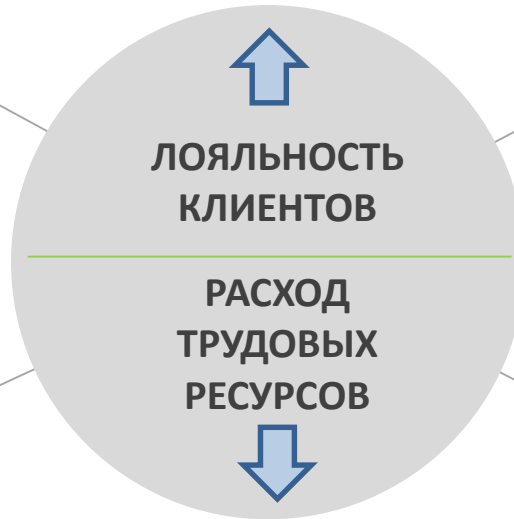 ЛОЯЛЬНОСТЬ
КЛИЕНТОВ
РАСХОД
ТРУДОВЫХ
РЕСУРСОВ